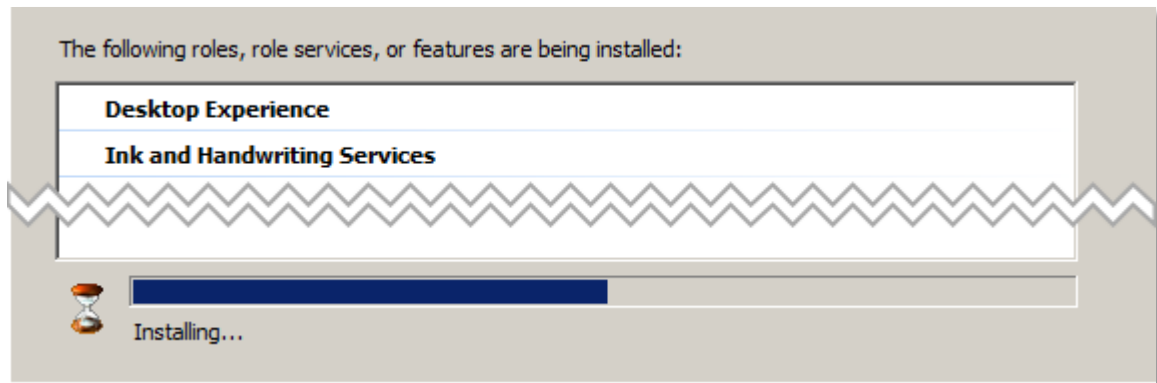 The following roles, role services, or features are being installed:
Desktop Experience
Ink and Handwriting Services
Installing...